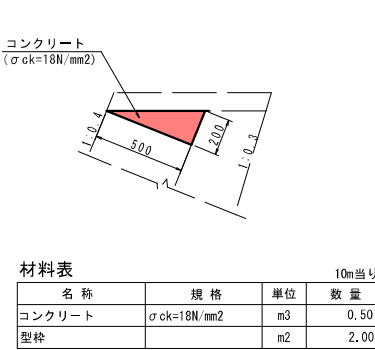 コンクリート
(σck=18N/mm2)
1:0.4
500
200
1:0.3
材料表
10m当り
名 称 規 格 単位 数 量
コンクリート σck=18N/mm2 m3 0.50
型枠 m2 2.00